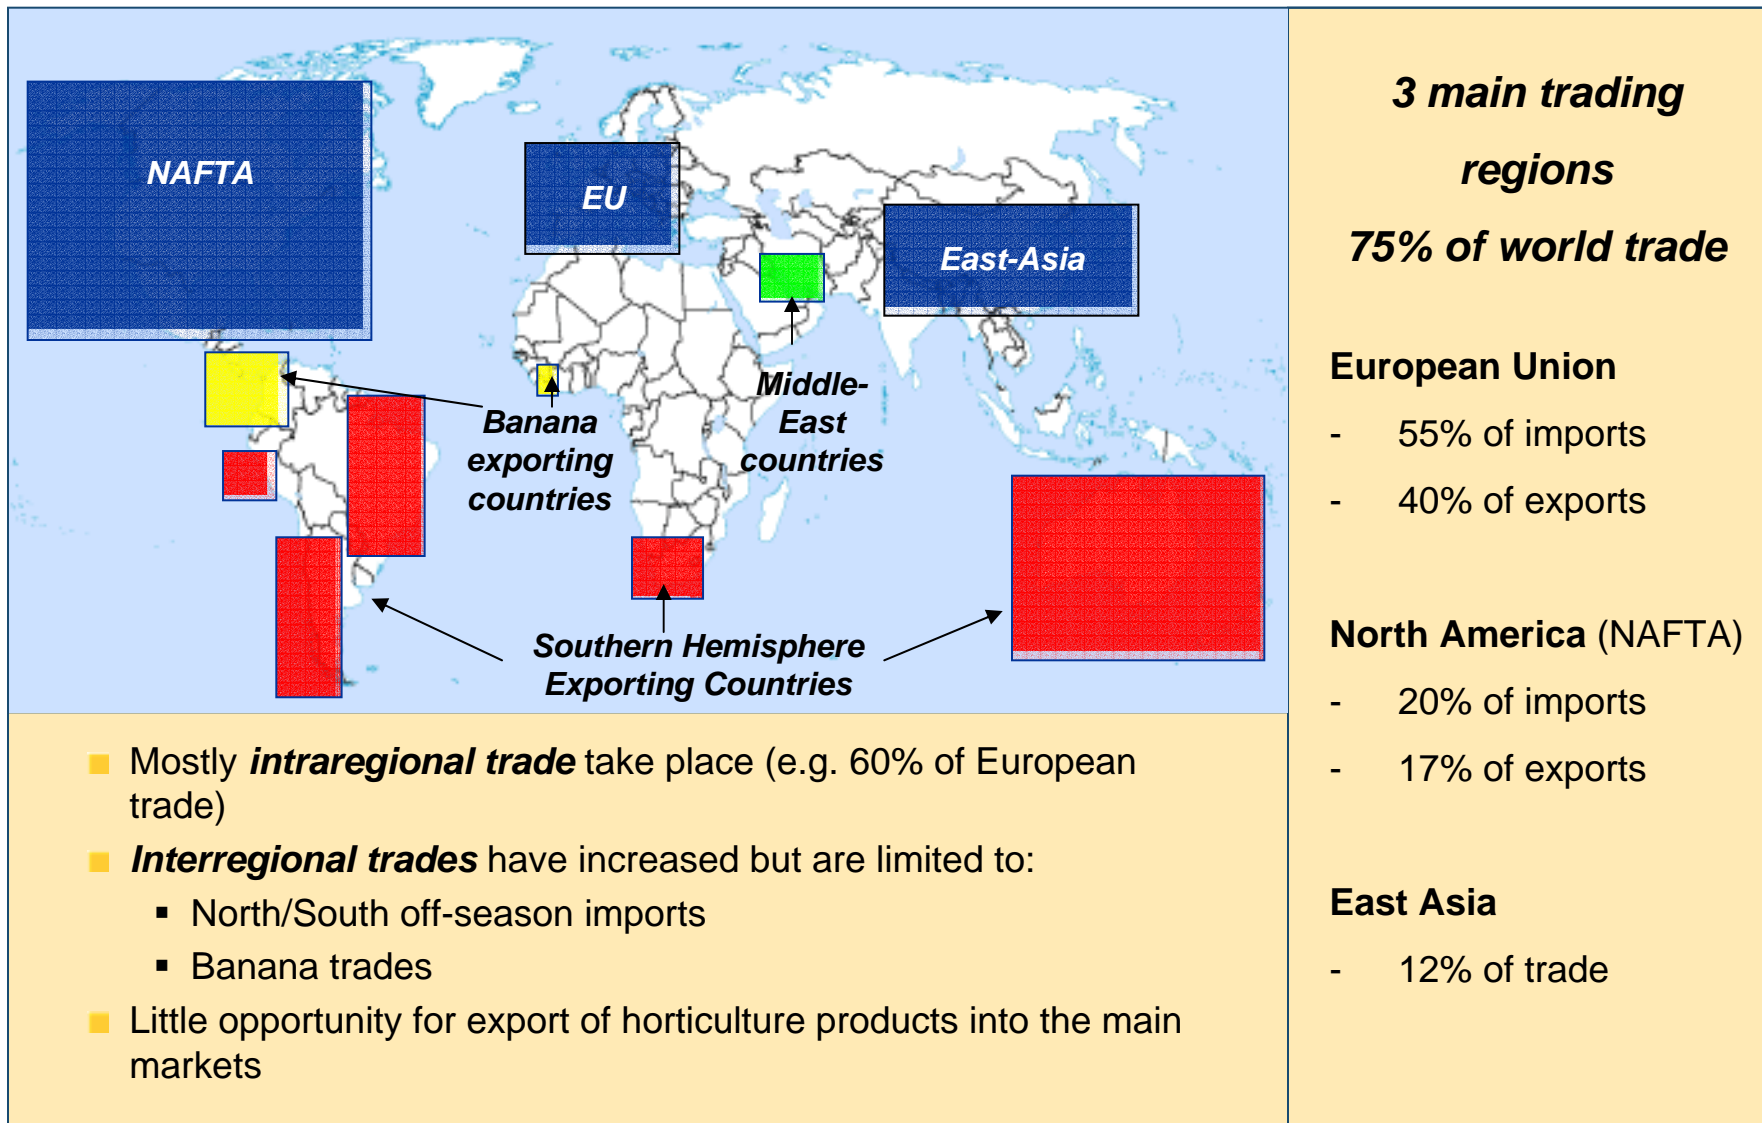 NAFTA
EU
East-Asia
Banana
exporting
countries
Middle-
East
countries
Southern Hemisphere
Exporting Countries
Mostly intraregional trade take place (e.g. 60% of European
trade)
Interregional trades have increased but are limited to:
North/South off-season imports
Banana trades
Little opportunity for export of horticulture products into the main
markets
3 main trading
regions
75% of world trade
European Union
- 55% of imports
- 40% of exports
North America (NAFTA)
- 20% of imports
- 17% of exports
East Asia
- 12% of trade